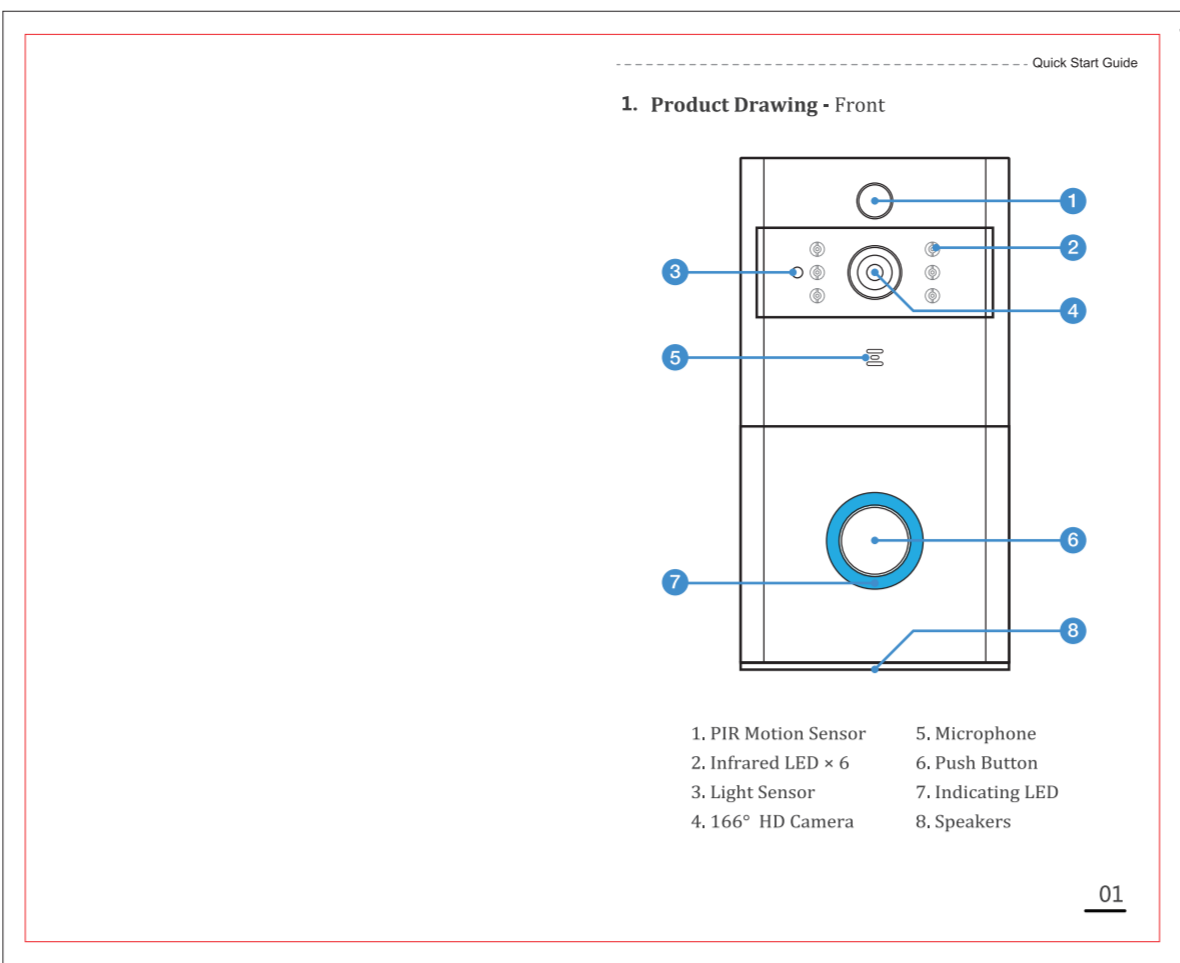 Quick Start Guide
1. Product Drawing - Front
1
2
3
4
5
6
7
8
1. PIR Motion Sensor
2. Infrared LED × 6
3. Light Sensor
4. 166° HD Camera
5. Microphone
6. Push Button
7. Indicating LED
8. Speakers
01